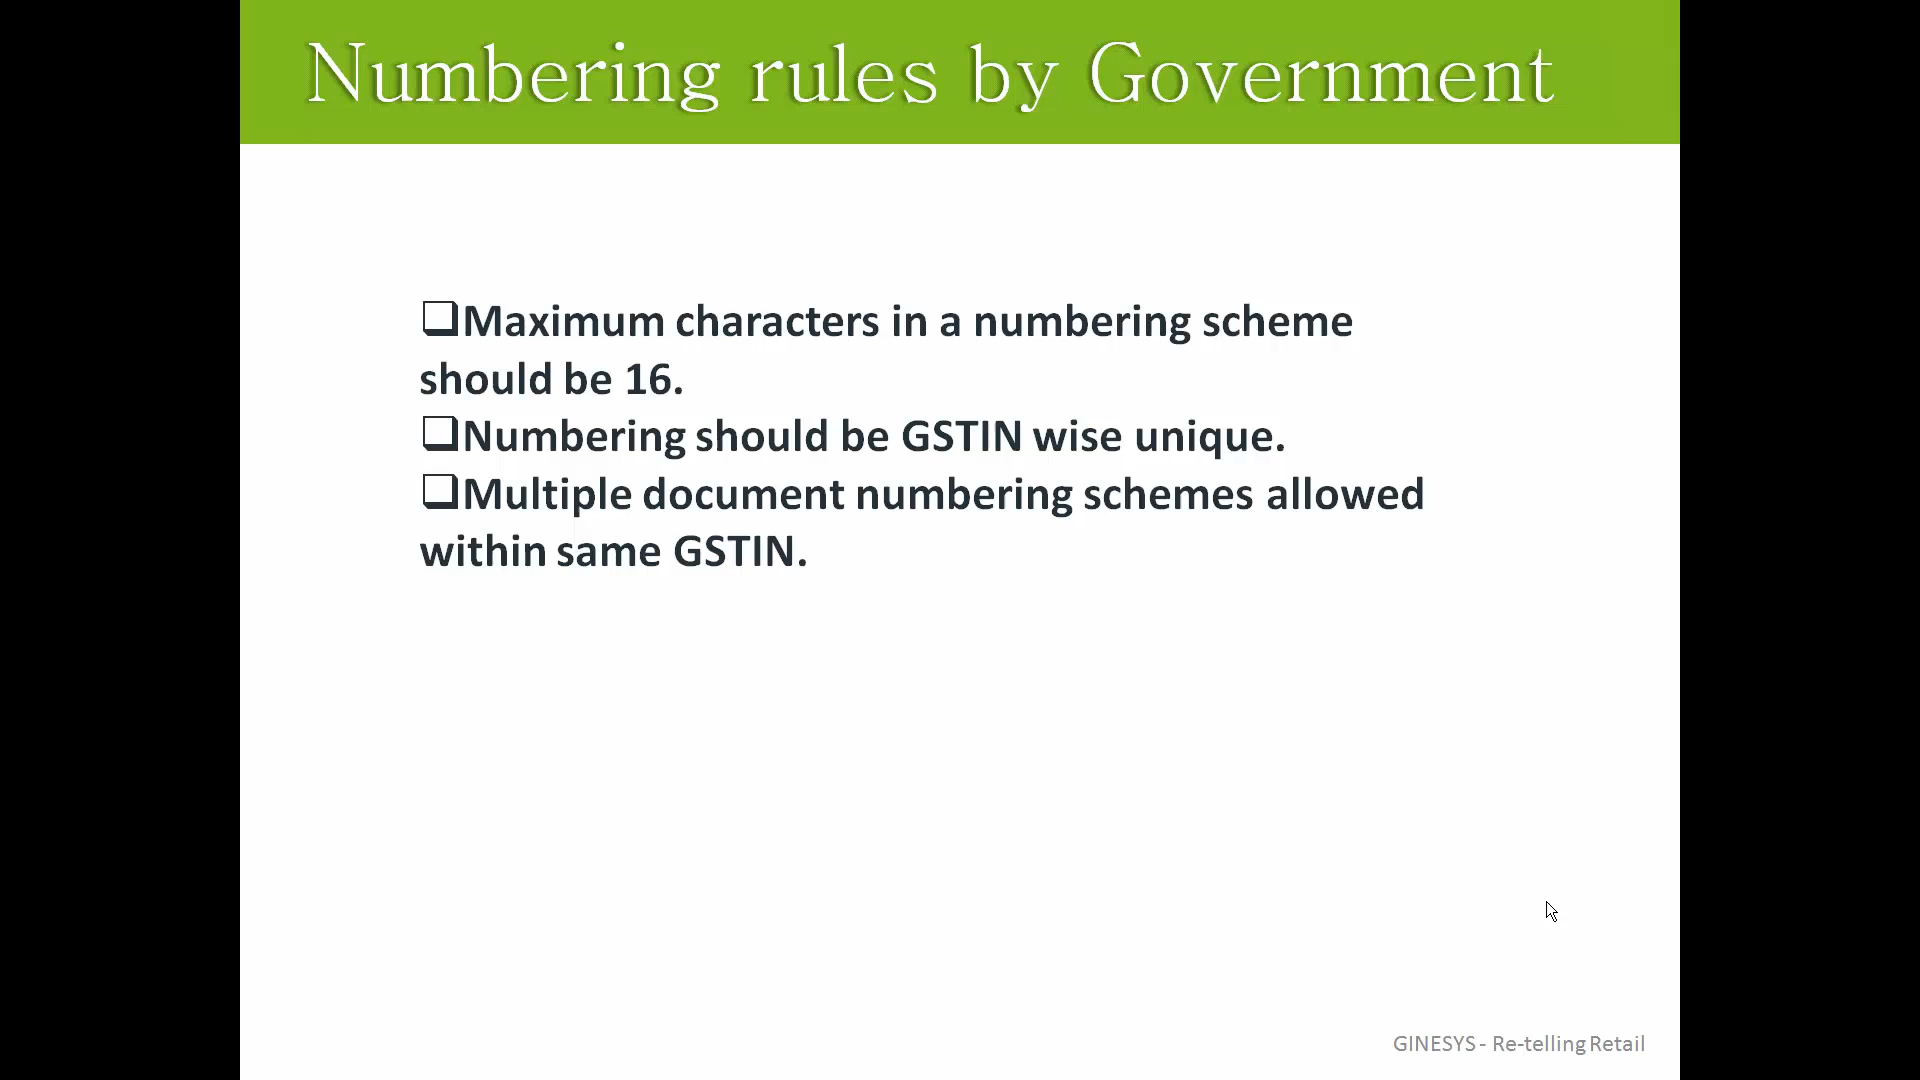 Numbering rules by Government
❑Maximum characters in a numbering scheme
should be 16.
❑Numbering should be GSTIN wise unique.
❑Multiple document numbering schemes allowed
within same GSTIN.
GINESYS - Re-telling Retail